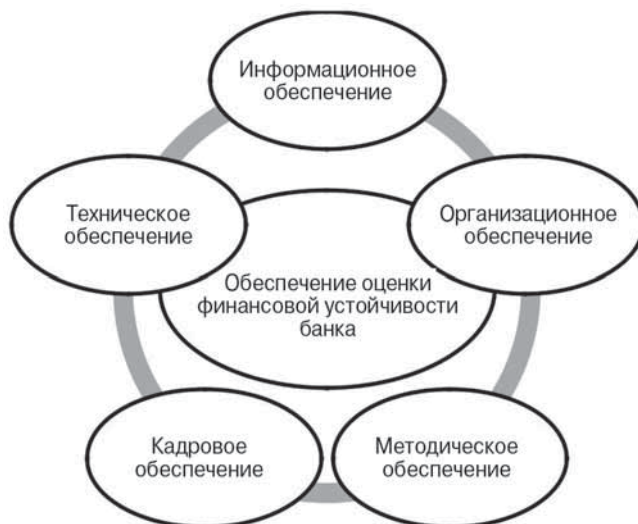 Информационное
обеспечение
Техническое
обеспечение
Организационное
обеспечение
Обеспечение оценки
финансовой устойчивости
банка
Кадровое
обеспечение
Методическое
обеспечение